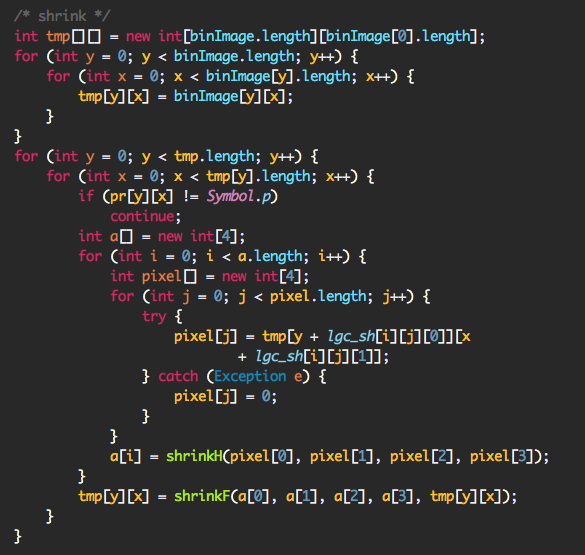 /* shrink */
int tmp[][] = new int[binImage.length][binImage[0].length];
for (int y = 0; y < binImage.length; y++) {
    for (int x = 0; x < binImage[y].length; x++) {
        tmp[y][x] = binImage[y][x];
    }
}
for (int y = 0; y < tmp.length; y++) {
    for (int x = 0; x < tmp[y].length; x++) {
        if (pr[y][x] != Symbol.p)
            continue;
        int a[] = new int[4];
        for (int i = 0; i < a.length; i++) {
            int pixel[] = new int[4];
            for (int j = 0; j < pixel.length; j++) {
                try {
                    pixel[j] = tmp[y + lgc_sh[i][j][0]][x
                            + lgc_sh[i][j][1]];
                } catch (Exception e) {
                    pixel[j] = 0;
                }
            }
            a[i] = shrinkH(pixel[0], pixel[1], pixel[2], pixel[3]);
        }
        tmp[y][x] = shrinkF(a[0], a[1], a[2], a[3], tmp[y][x]);
    }
}